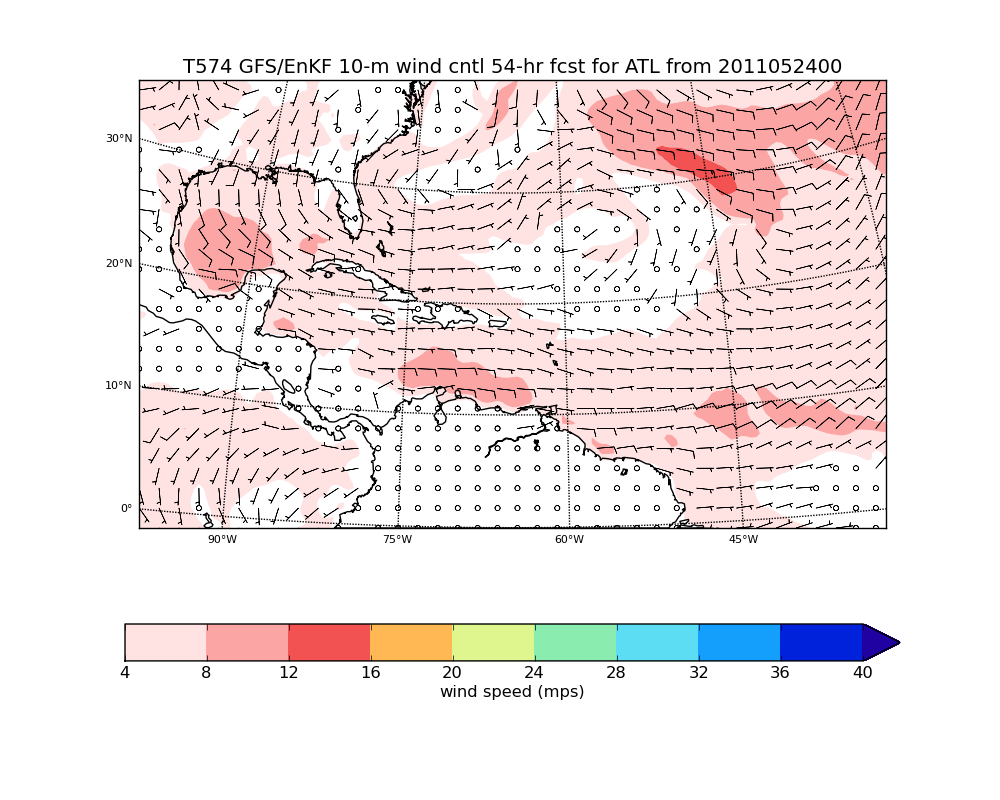 T574 GFS/EnKF 10-m wind cntl 54-hr fcst for ATL from 2011052400
30°N
20°N
10°N
0°
90°W 75°W 60°W 45°W
4 8 12 16 20 24 28 32 36 40
wind speed (mps)